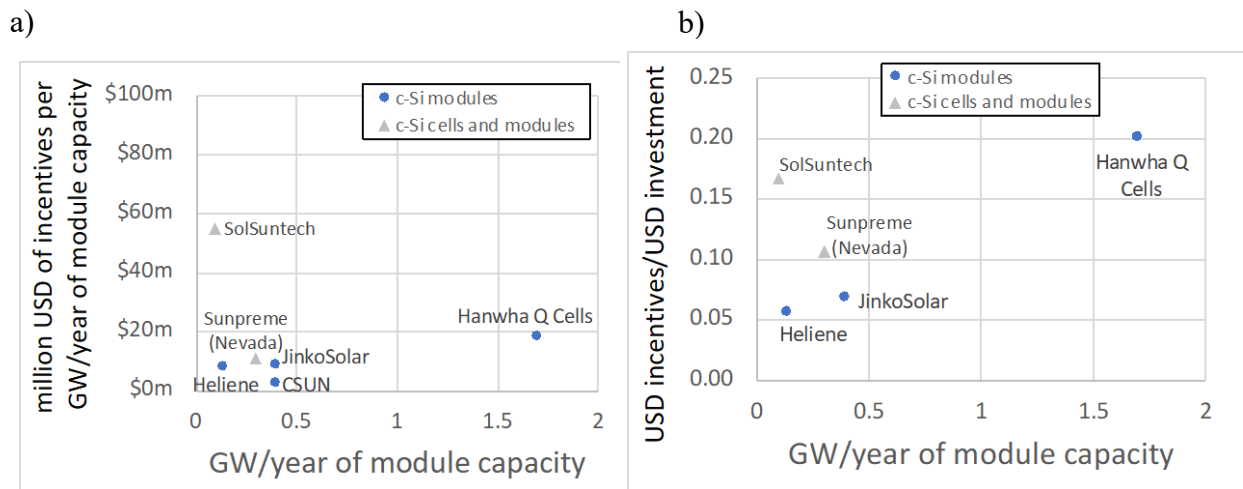 a)
million USD of incentives per
GW/year of module capacity
$100m
$80m
$60m
$40m
$20m
$0m
c-Si modules
c-Si cells and modules
SolSuntech
Hanwha Q Cells
Sunpreme
(Nevada)
JinkoSolar
Heliene
CSUN
0
0.5
1
1.5
2
GW/year of module capacity
b)
USD incentives/USD investment
0.25
0.20
0.15
0.10
0.05
0.00
c-Si modules
c-Si cells and modules
SolSuntech
Hanwha Q
Cells
Sunpreme
(Nevada)
JinkoSolar
Heliene
0
0.5
1
1.5
2
GW/year of module capacity